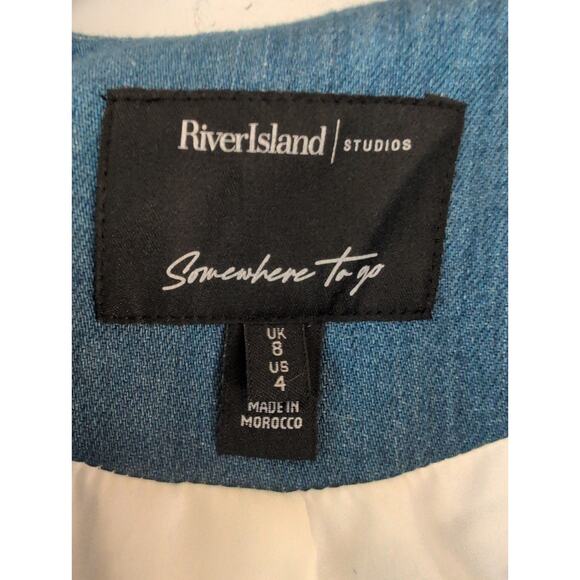 RiverIsland | STUDIOS
Somewhere to go
UK
8
US
4
MADE IN
MOROCCO